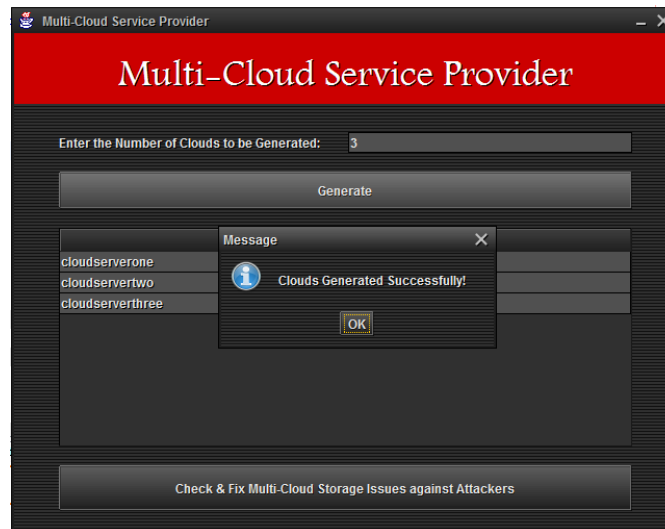 Multi-Cloud Service Provider
Multi-Cloud Service Provider
Enter the Number of Clouds to be Generated: 3
Generate
Message
cloudserverone
Clouds Generated Successfully!
cloudservertwo
cloudserverthree
OK
Check & Fix Multi-Cloud Storage Issues against Attackers